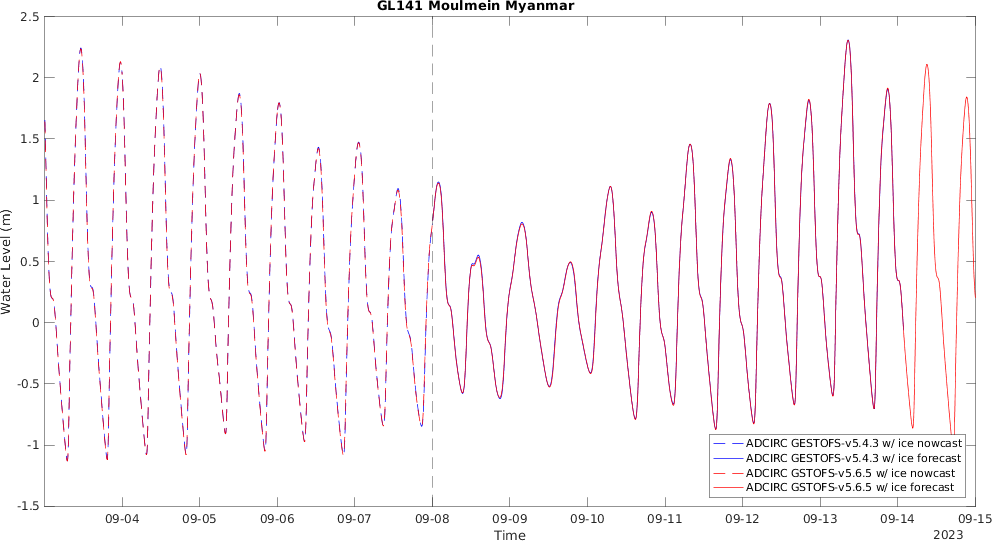 GL141 Moulmein Myanmar
2.5
2
1.5
1
0.5
0
-0.5
-1
-1.5
Water Level (m)
ADCIRC GESTOFS-v5.4.3 w/ ice nowcast
ADCIRC GESTOFS-v5.4.3 w/ ice forecast
ADCIRC GSTOFS-v5.6.5 w/ ice nowcast
ADCIRC GSTOFS-v5.6.5 w/ ice forecast
09-04 09-05 09-06 09-07 09-08 09-09 09-10 09-11 09-12 09-13 09-14 09-15
Time
2023